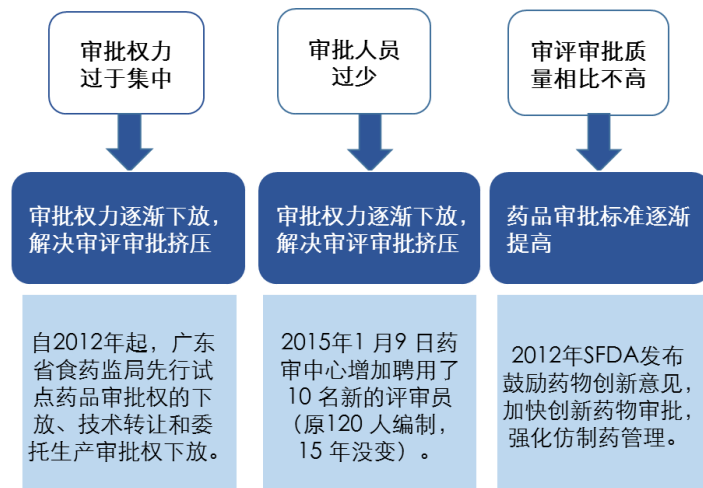 审批权力
过于集中
审批人员
过少
审评审批质
量相比不高
审批权力逐渐下放，
解决审评审批挤压
审批权力逐渐下放，
解决审评审批挤压
药品审批标准逐渐
提高
自2012年起，广东
省食药监局先行试
点药品审批权的下
放、技术转让和委
托生产审批权下放。
2015年1 月9 日药
审中心增加聘用了
10 名新的评审员
（原120 人编制，
15 年没变）。
2012年SFDA发布
鼓励药物创新意见，
加快创新药物审批，
强化仿制药管理。